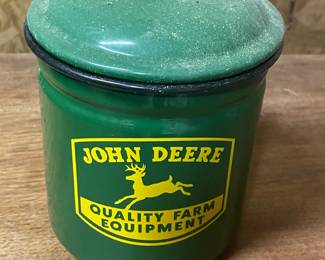 JOHN DEERE
QUALITY FARM
EQUIPMENT